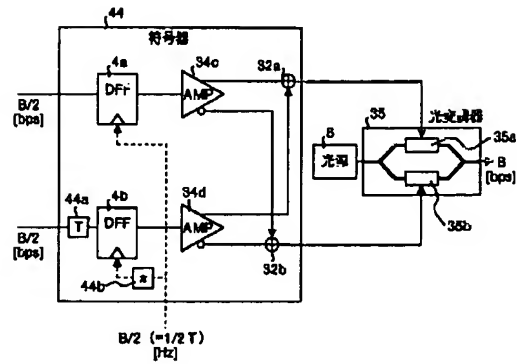 44
符号器
4a
34c
32a
DFF
AMP
B/2
[bps]
8
光源
35
光変調器
35a
B
[bps]
35b
44a
4b
34d
T
DFF
AMP
B/2
[bps]
44b
π
32b
B/2 (=1/2T)
[Hz]